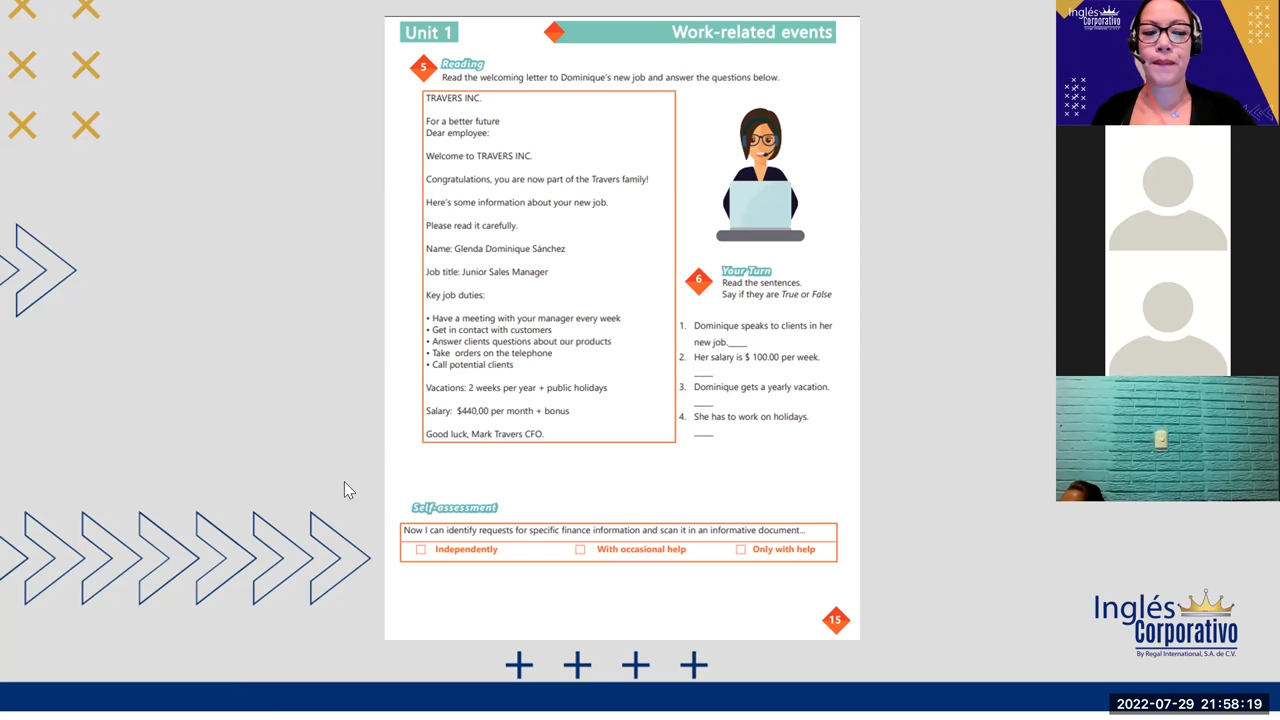 Unit 1
Work-related events
5
Reading
Read the welcoming letter to Dominique's new job and answer the questions below.
TRAVERS INC.
For a better future
Dear employee:
Welcome to TRAVERS INC.
Congratulations, you are now part of the Travers family!
Here's some information about your new job.
Please read it carefully.
Name: Glenda Dominique Sánchez
Job title: Junior Sales Manager
Key job duties:
• Have a meeting with your manager every week
• Get in contact with customers
• Answer clients questions about our products
• Take orders on the telephone
• Call potential clients
Vacations: 2 weeks per year + public holidays
Salary: $440,00 per month + bonus
Good luck, Mark Travers CFO.
6
Your Turn
Read the sentences.
Say if they are True or False
1. Dominique speaks to clients in her
new job.____
2. Her salary is $ 100.00 per week.
____
3. Dominique gets a yearly vacation.
____
4. She has to work on holidays.
____
Self-assessment
Now I can identify requests for specific finance information and scan it in an informative document...
Independently
With occasional help
Only with help
15
Inglés
Corporativo
Inglés
Corporativo
By Regal International, S.A. de C.V.
2022-07-29 21:58:19